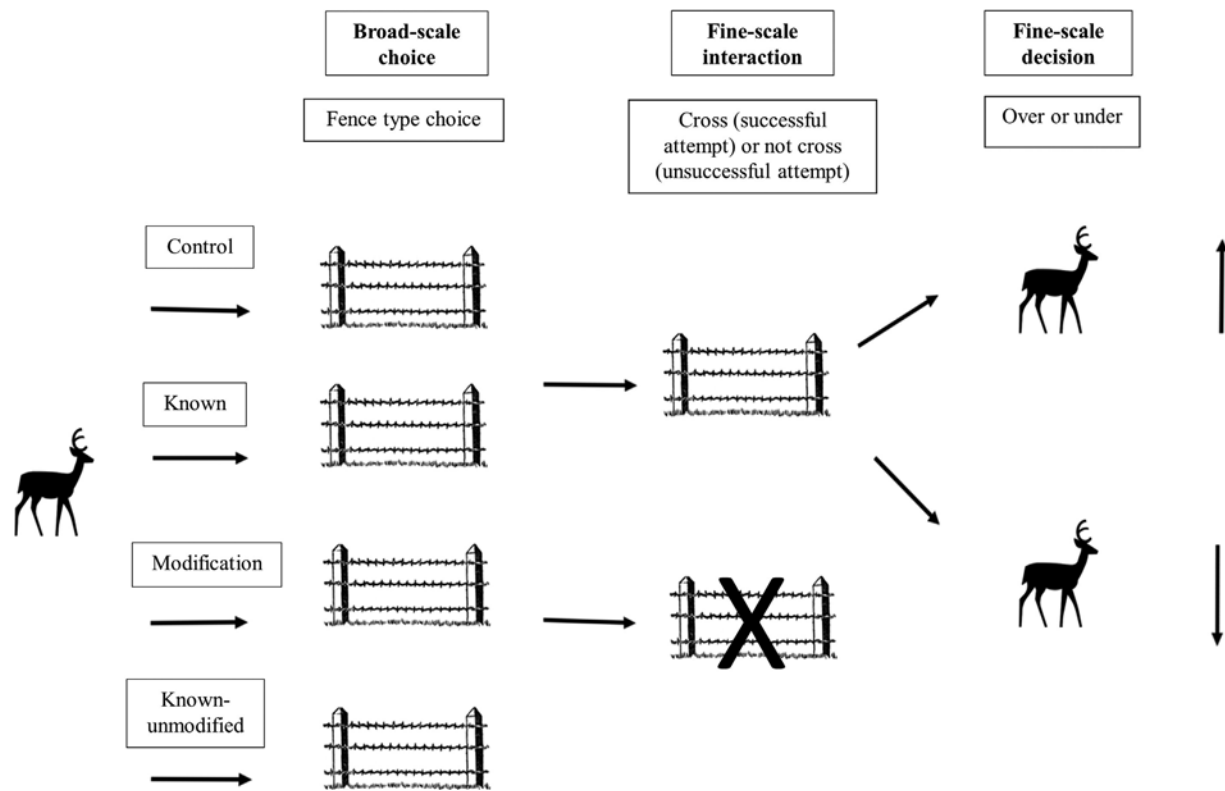 Broad-scale
choice
Fine-scale
interaction
Fine-scale
decision
Fence type choice
Cross (successful
attempt) or not cross
(unsuccessful attempt)
Over or under
Control
Known
Modification
Known-
unmodified